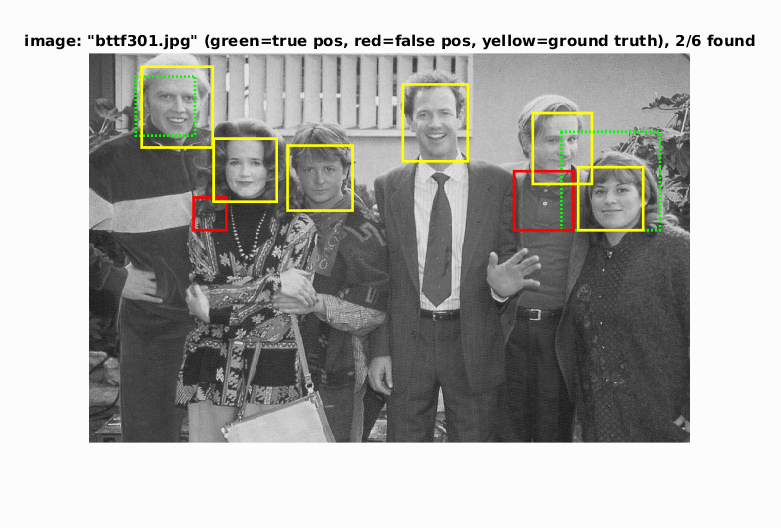 image: "bttf301.jpg" (green=true pos, red=false pos, yellow=ground truth), 2/6 found